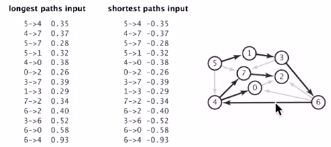 longest paths input shortest paths input
5->4 0.35 5->4 -0.35
4->7 0.37 4->7 -0.37
5->7 0.28 5->7 -0.28
5->1 0.32 5->1 -0.32
4->0 0.38 4->0 -0.38
0->2 0.26 0->2 -0.26
3->7 0.39 3->7 -0.39
1->3 0.29 1->3 -0.29
7->2 0.34 7->2 -0.34
6->2 0.40 6->2 -0.40
3->6 0.52 3->6 -0.52
6->0 0.58 6->0 -0.58
6->4 0.93 6->4 -0.93
1
3
5
7
2
0
4
6